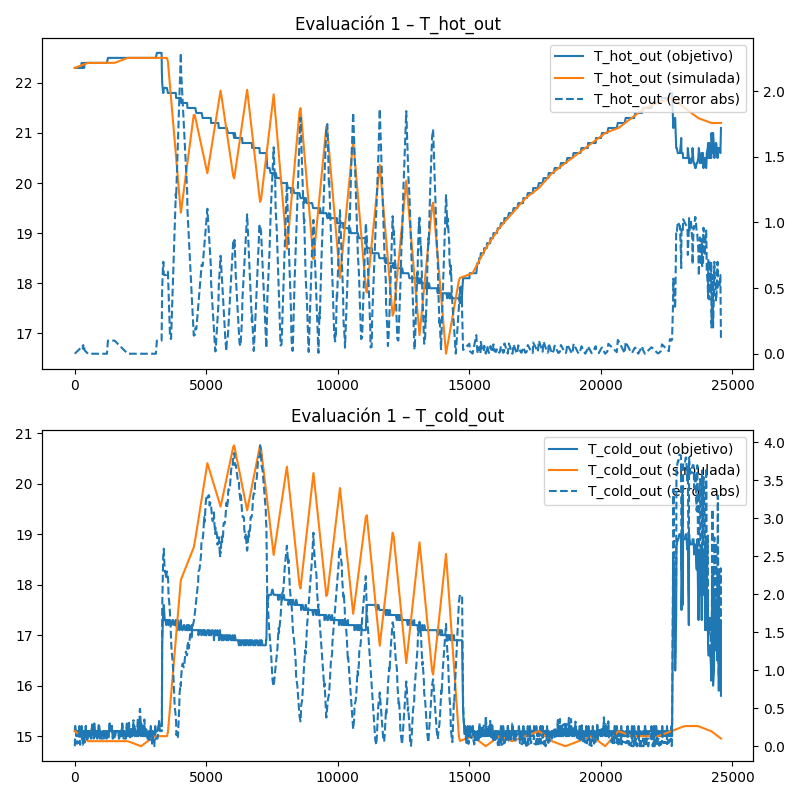 Evaluación 1 – T_hot_out
T_hot_out (objetivo)
T_hot_out (simulada)
T_hot_out (error abs)
22
21
20
19
18
17
2.0
1.5
1.0
0.5
0.0
0 5000 10000 15000 20000 25000
Evaluación 1 – T_cold_out
T_cold_out (objetivo)
T_cold_out (simulada)
T_cold_out (error abs)
21
20
19
18
17
16
15
4.0
3.5
3.0
2.5
2.0
1.5
1.0
0.5
0.0
0 5000 10000 15000 20000 25000